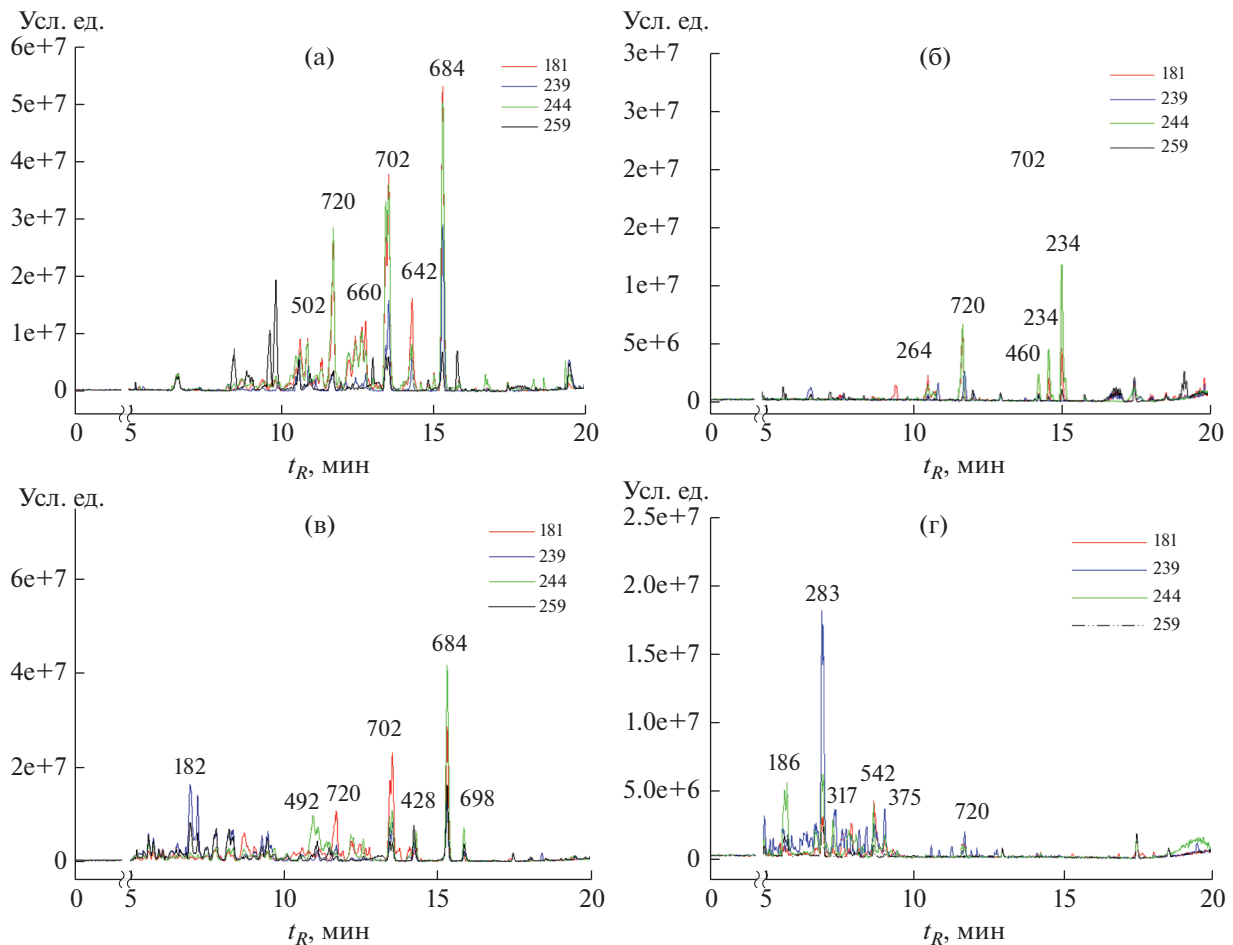 Усл. ед.
6e+7
5e+7
4e+7
3e+7
2e+7
1e+7
0
(а)
181
239
244
259
684
702
720
642
660
502
0 5 10 15 20
t_R, мин
Усл. ед.
3e+7
3e+7
2e+7
2e+7
1e+7
5e+6
0
(б)
181
239
244
259
702
234
720
234
264
460
0 5 10 15 20
t_R, мин
Усл. ед.
6e+7
4e+7
2e+7
0
(в)
181
239
244
259
684
702
182
492
720
428
698
0 5 10 15 20
t_R, мин
Усл. ед.
2.5e+7
2.0e+7
1.5e+7
1.0e+7
5.0e+6
0
(г)
181
239
244
259
283
186
542
317
375
720
0 5 10 15 20
t_R, мин